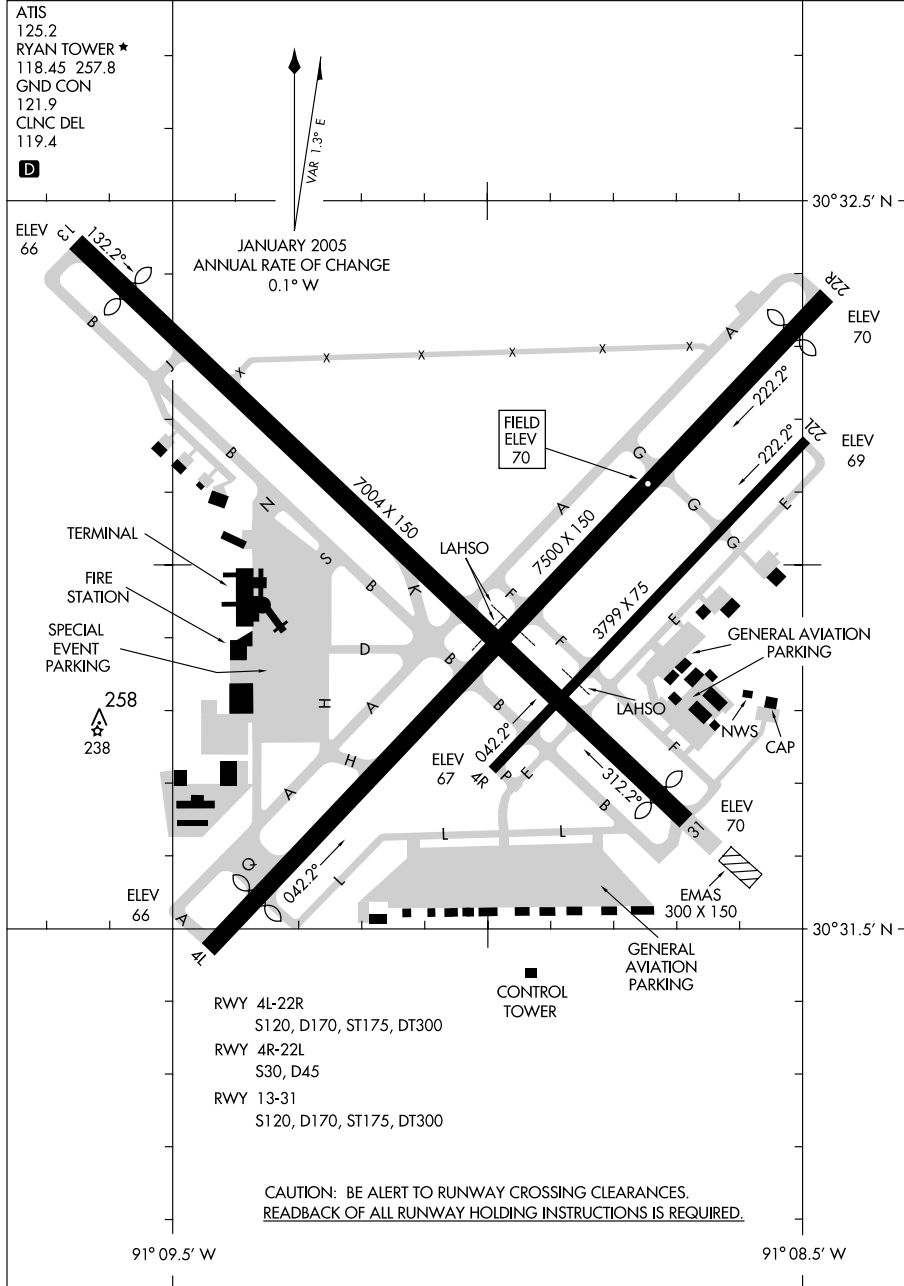 ATIS
125.2
RYAN TOWER ★
118.45 257.8
GND CON
121.9
CLNC DEL
119.4
D
VAR 1.3° E
JANUARY 2005
ANNUAL RATE OF CHANGE
0.1° W
30° 32.5' N
ELEV
66
13
132.2°
B
J
X
X
X
X
X
X
A
22R
ELEV
70
222.2°
FIELD
ELEV
70
G
22L
222.2°
ELEV
69
B
N
7004 X 150
A
G
E
G
7500 X 150
TERMINAL
LAHSO
S
B
K
F
3799 X 75
FIRE
STATION
SPECIAL
EVENT
PARKING
D
B
F
E
GENERAL AVIATION
PARKING
258
238
H
A
B
LAHSO
NWS
CAP
H
042.2°
ELEV
67
4R
P
E
F
A
312.2°
B
31
ELEV
70
Q
042.2°
L
L
L
EMAS
300 X 150
ELEV
66
A
4L
30° 31.5' N
GENERAL
AVIATION
PARKING
CONTROL
TOWER
RWY 4L-22R
S120, D170, ST175, DT300
RWY 4R-22L
S30, D45
RWY 13-31
S120, D170, ST175, DT300
CAUTION: BE ALERT TO RUNWAY CROSSING CLEARANCES.
READBACK OF ALL RUNWAY HOLDING INSTRUCTIONS IS REQUIRED.
91° 09.5' W
91° 08.5' W